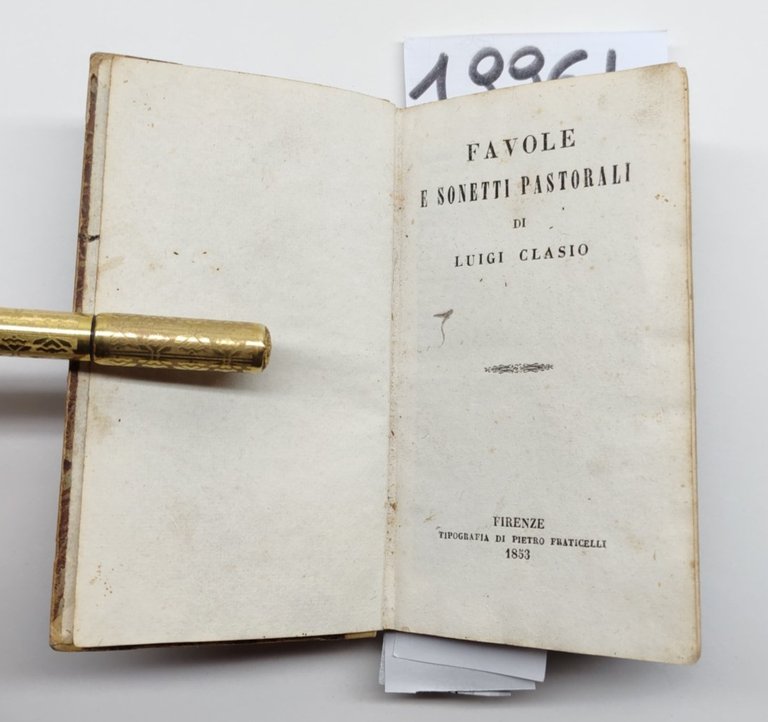 FAVOLE
E SONETTI PASTORALI
DI
LUIGI CLASIO
FIRENZE
TIPOGRAFIA DI PIETRO FRATICELLI
1853